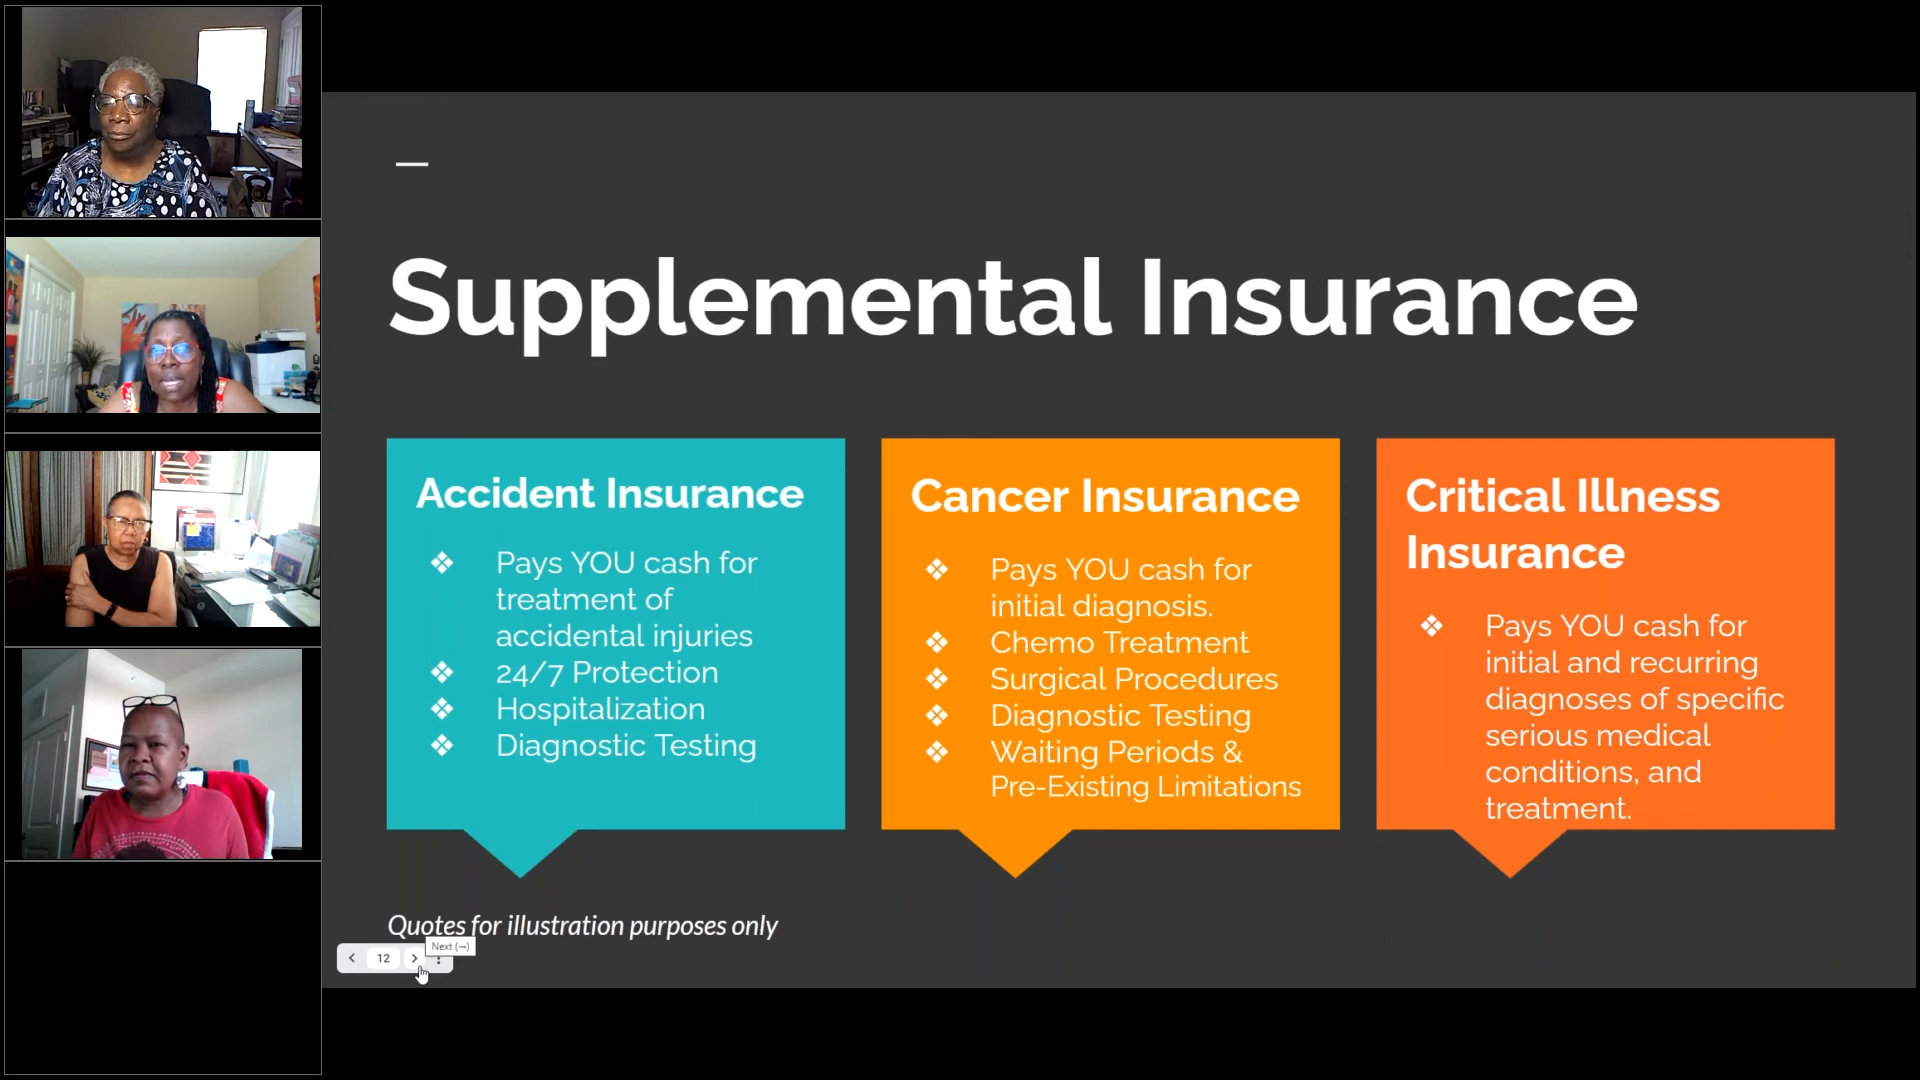 Supplemental Insurance
Accident Insurance
❖ Pays YOU cash for
treatment of
accidental injuries
❖ 24/7 Protection
❖ Hospitalization
❖ Diagnostic Testing
Cancer Insurance
❖ Pays YOU cash for
initial diagnosis.
❖ Chemo Treatment
❖ Surgical Procedures
❖ Diagnostic Testing
❖ Waiting Periods &
Pre-Existing Limitations
Critical Illness
Insurance
❖ Pays YOU cash for
initial and recurring
diagnoses of specific
serious medical
conditions, and
treatment.
Quotes for illustration purposes only
Next (→)
12